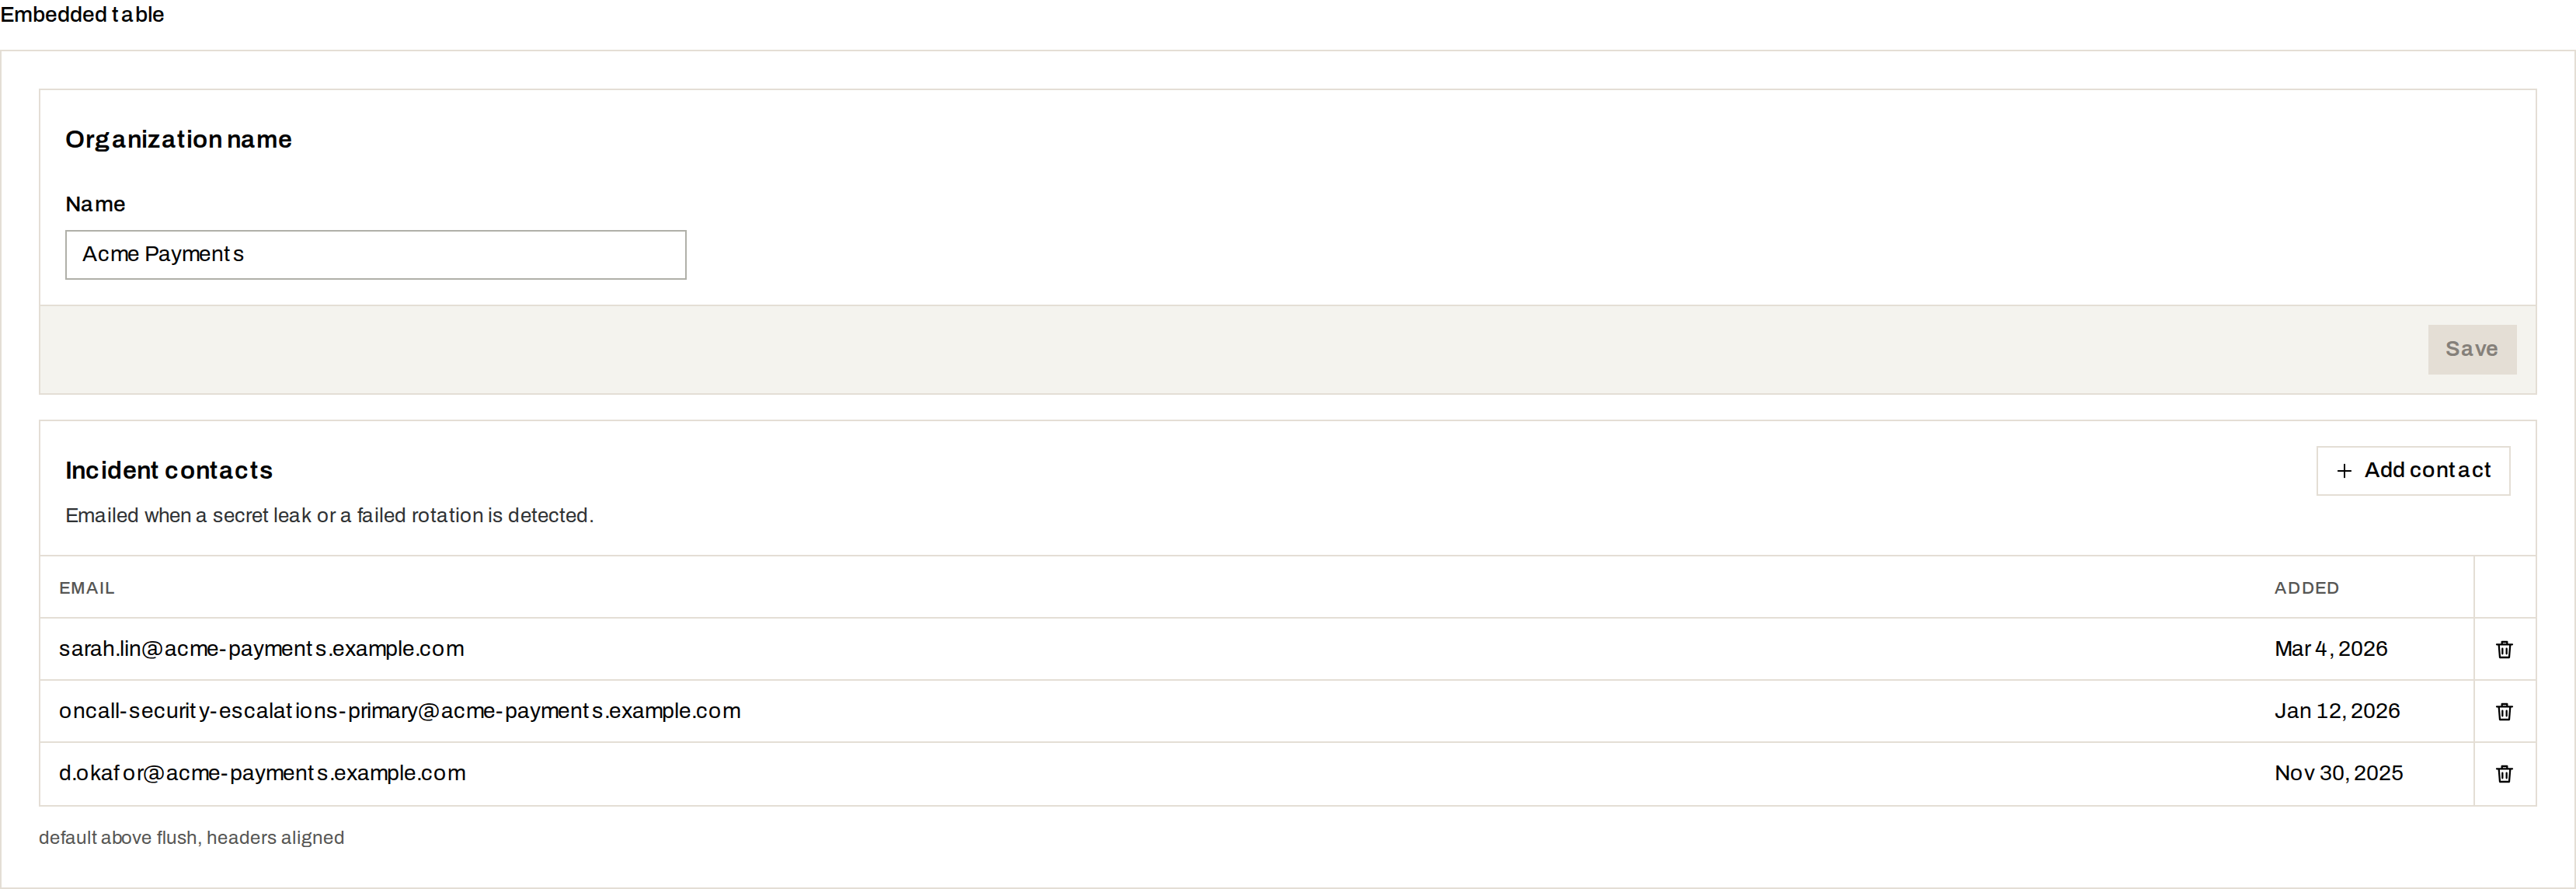 Embedded table
Organization name
Name
Acme Payments
Save
Incident contacts
+ Add contact
Emailed when a secret leak or a failed rotation is detected.
EMAIL ADDED
sarah.lin@acme-payments.example.com Mar 4, 2026
oncall-security-escalations-primary@acme-payments.example.com Jan 12, 2026
d.okafor@acme-payments.example.com Nov 30, 2025
default above flush, headers aligned